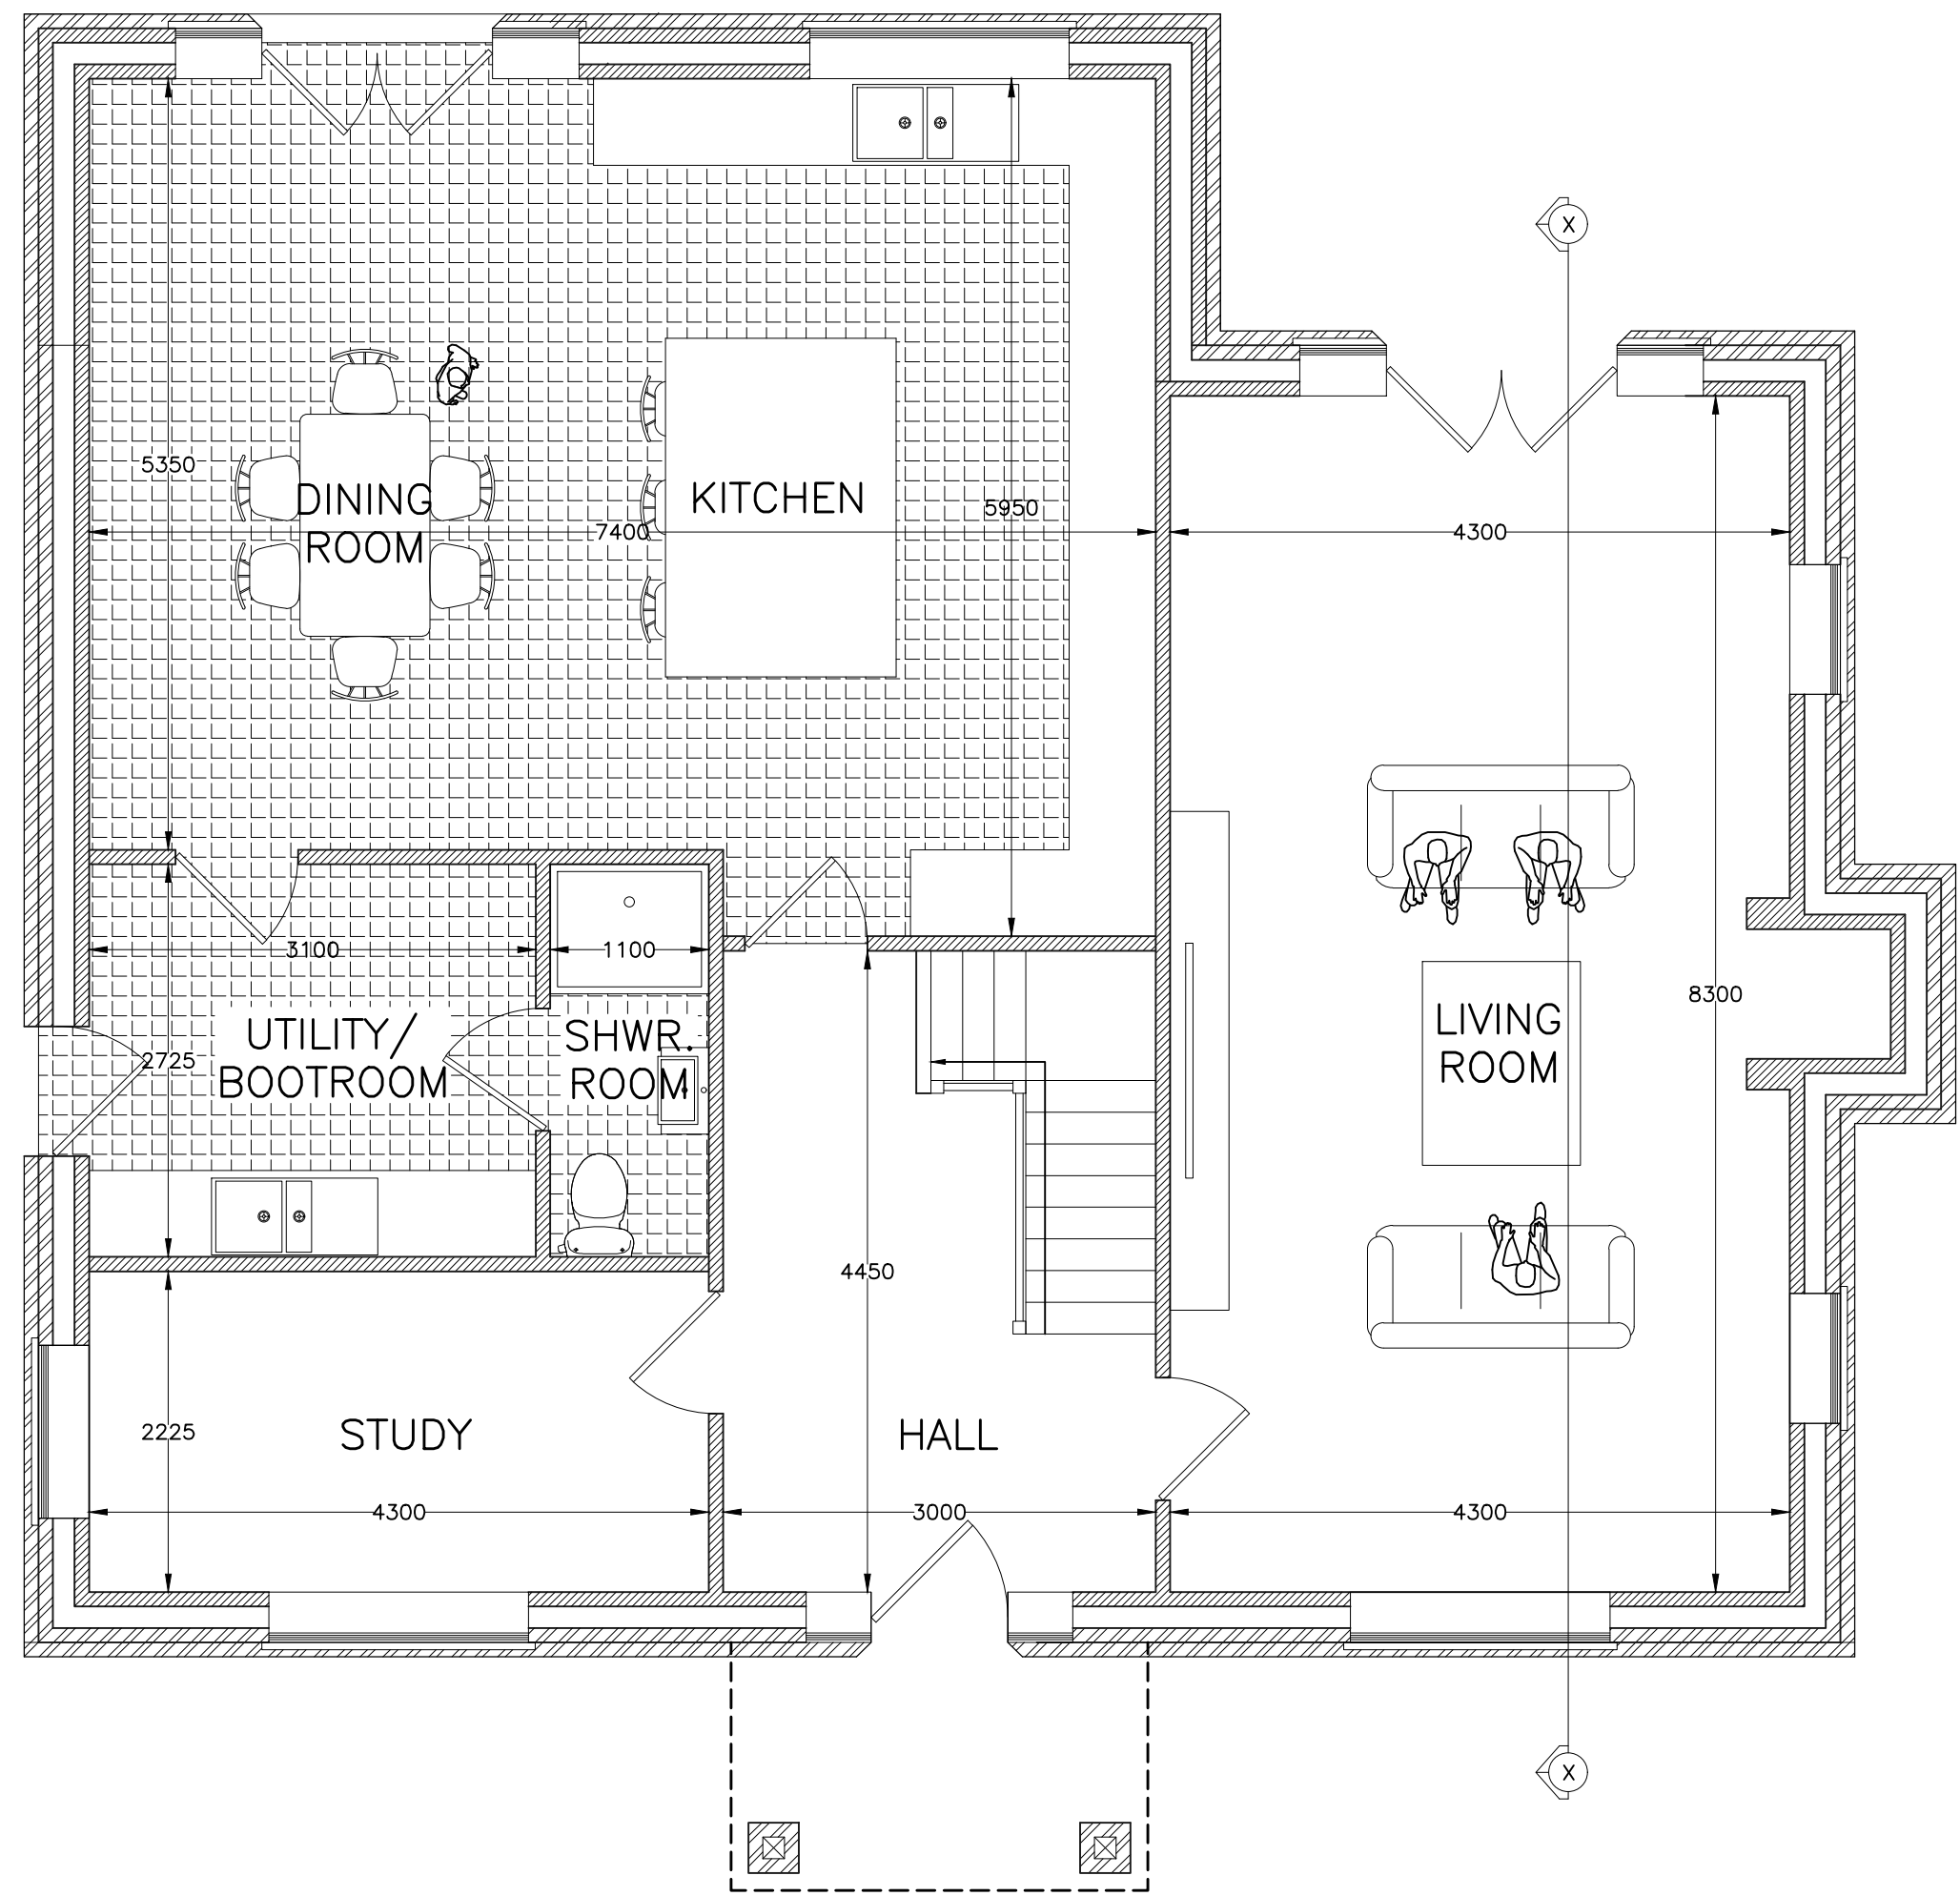 X
5350
DINING
ROOM
KITCHEN
5950
7400
4300
3100
1100
8300
UTILITY/
BOOTROOM
2725
SHWR.
ROOM
LIVING
ROOM
4450
2225
STUDY
HALL
4300
3000
4300
X